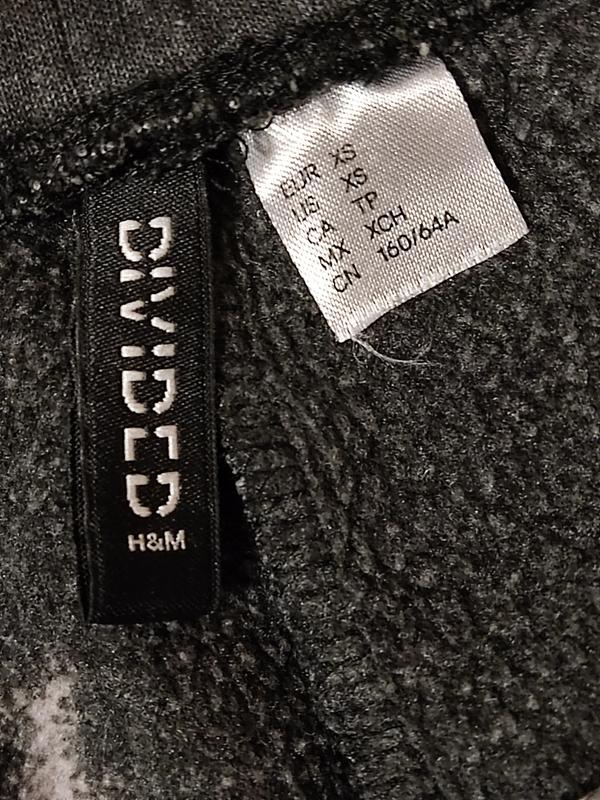 DIVIDED
H&M
EUR XS
US XS
CA TP
MX XCH
CN 160/64A